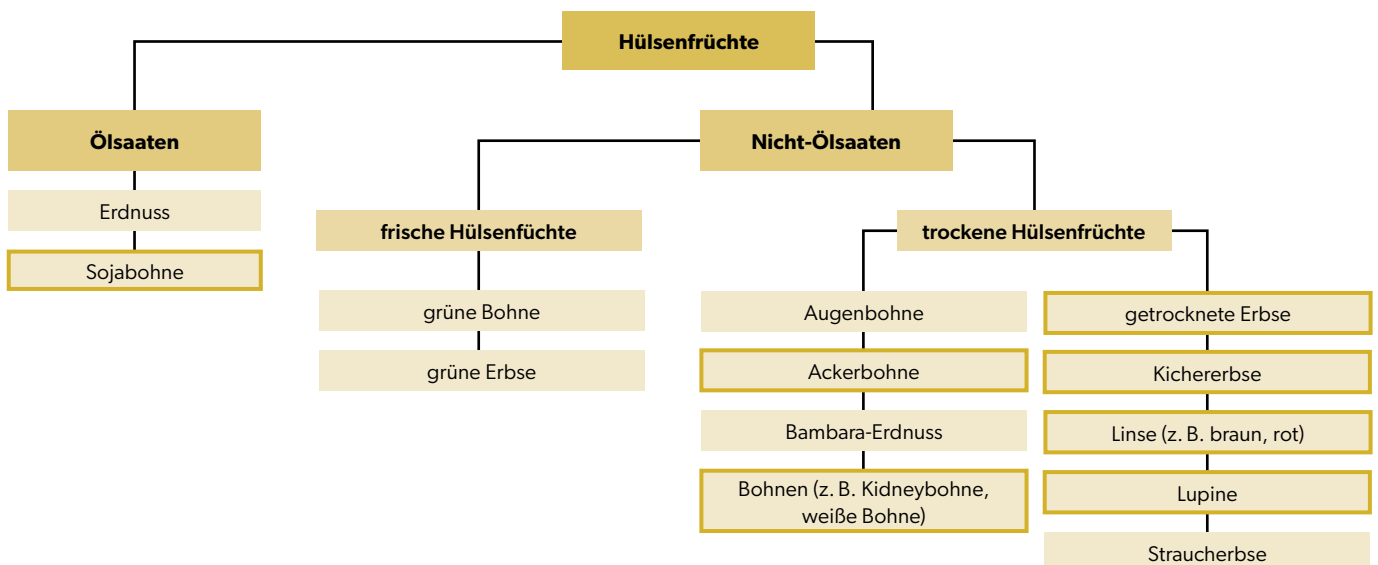 Hülsenfrüchte
Ölsaaten
Nicht-Ölsaaten
Erdnuss
Sojabohne
frische Hülsenfüchte
trockene Hülsenfrüchte
grüne Bohne
grüne Erbse
Augenbohne
Ackerbohne
Bambara-Erdnuss
Bohnen (z. B. Kidneybohne,
weiße Bohne)
getrocknete Erbse
Kichererbse
Linse (z. B. braun, rot)
Lupine
Straucherbse